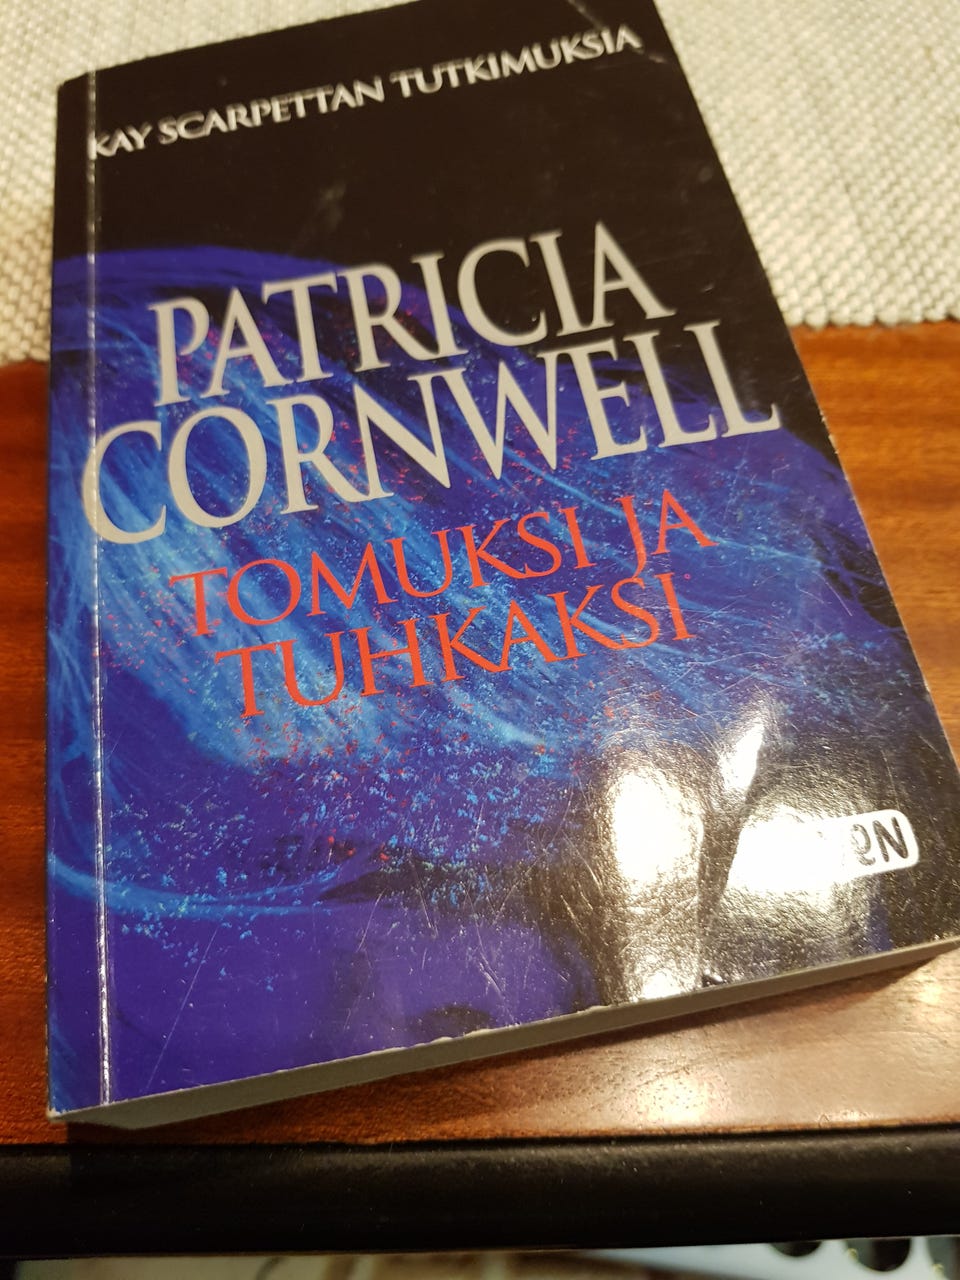 KAY SCARPETTAN TUTKIMUKSIA
PATRICIA
CORNWELL
TOMUKSI JA
TUHKAKSI